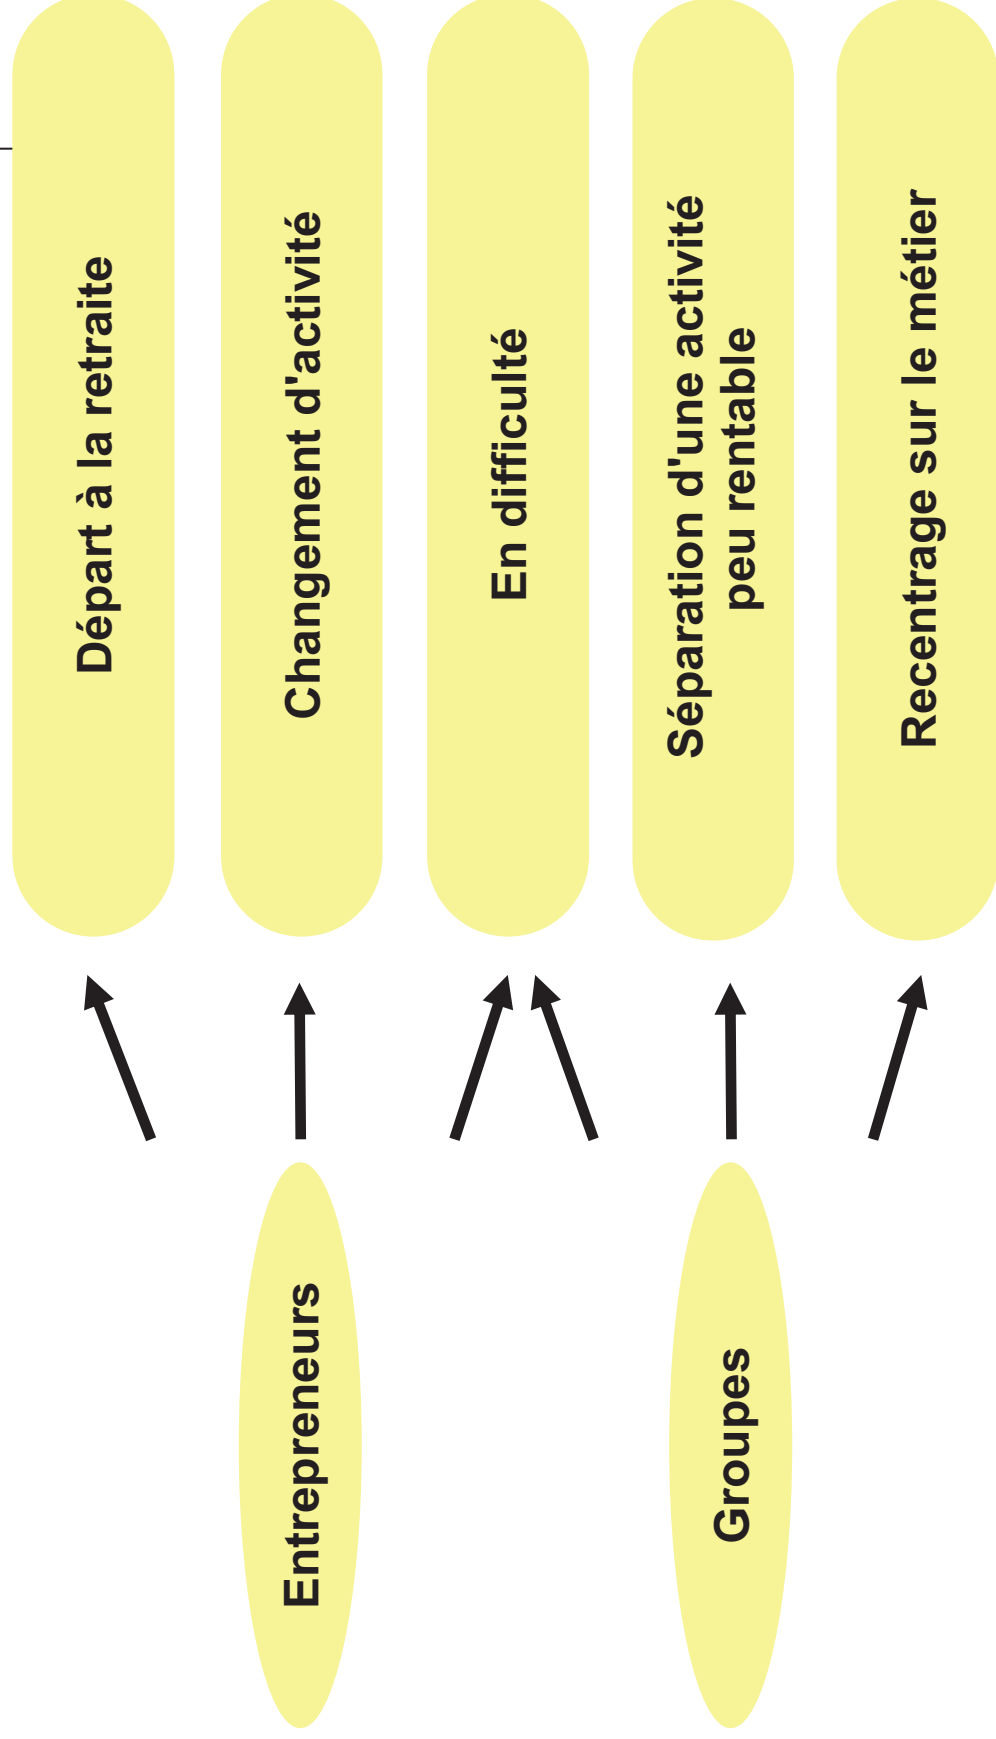 Départ à la retraite
Changement d'activité
En difficulté
Séparation d'une activité
peu rentable
Recentrage sur le métier
Entrepreneurs
Groupes